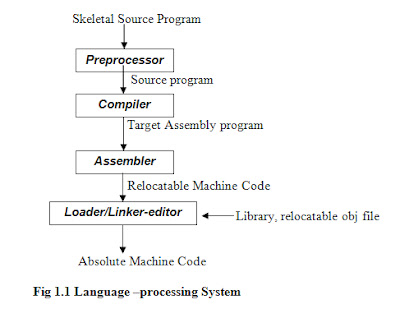 Skeletal Source Program
Preprocessor
Source program
Compiler
Target Assembly program
Assembler
Relocatable Machine Code
Loader/Linker-editor
Library, relocatable obj file
Absolute Machine Code
Fig 1.1 Language –processing System